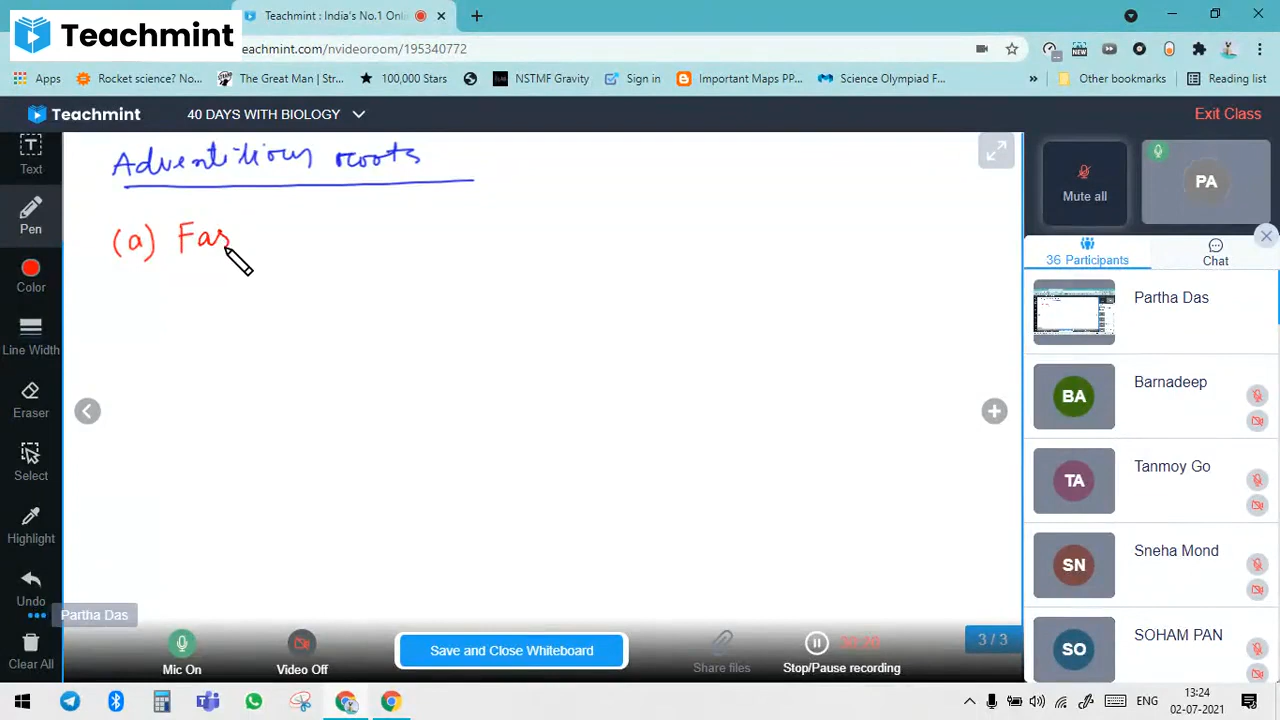 Teachmint
Teachmint : India's No.1 Onli
eachmint.com/nvideoroom/195340772
Apps
Rocket science? No...
The Great Man | Str...
100,000 Stars
NSTMF Gravity
Sign in
Important Maps PP...
Science Olympiad F...
»
Other bookmarks
Reading list
NEW
Teachmint
40 DAYS WITH BIOLOGY
Exit Class
Text
Pen
Color
Line Width
Eraser
Select
Highlight
Undo
Clear All
Adventitious roots
(a) Fas
Mute all
PA
36 Participants
Chat
Partha Das
BA
Barnadeep
TA
Tanmoy Go
SN
Sneha Mond
SO
SOHAM PAN
Partha Das
Mic On
Video Off
Save and Close Whiteboard
Share files
Stop/Pause recording
3 / 3
ENG
13:24
02-07-2021